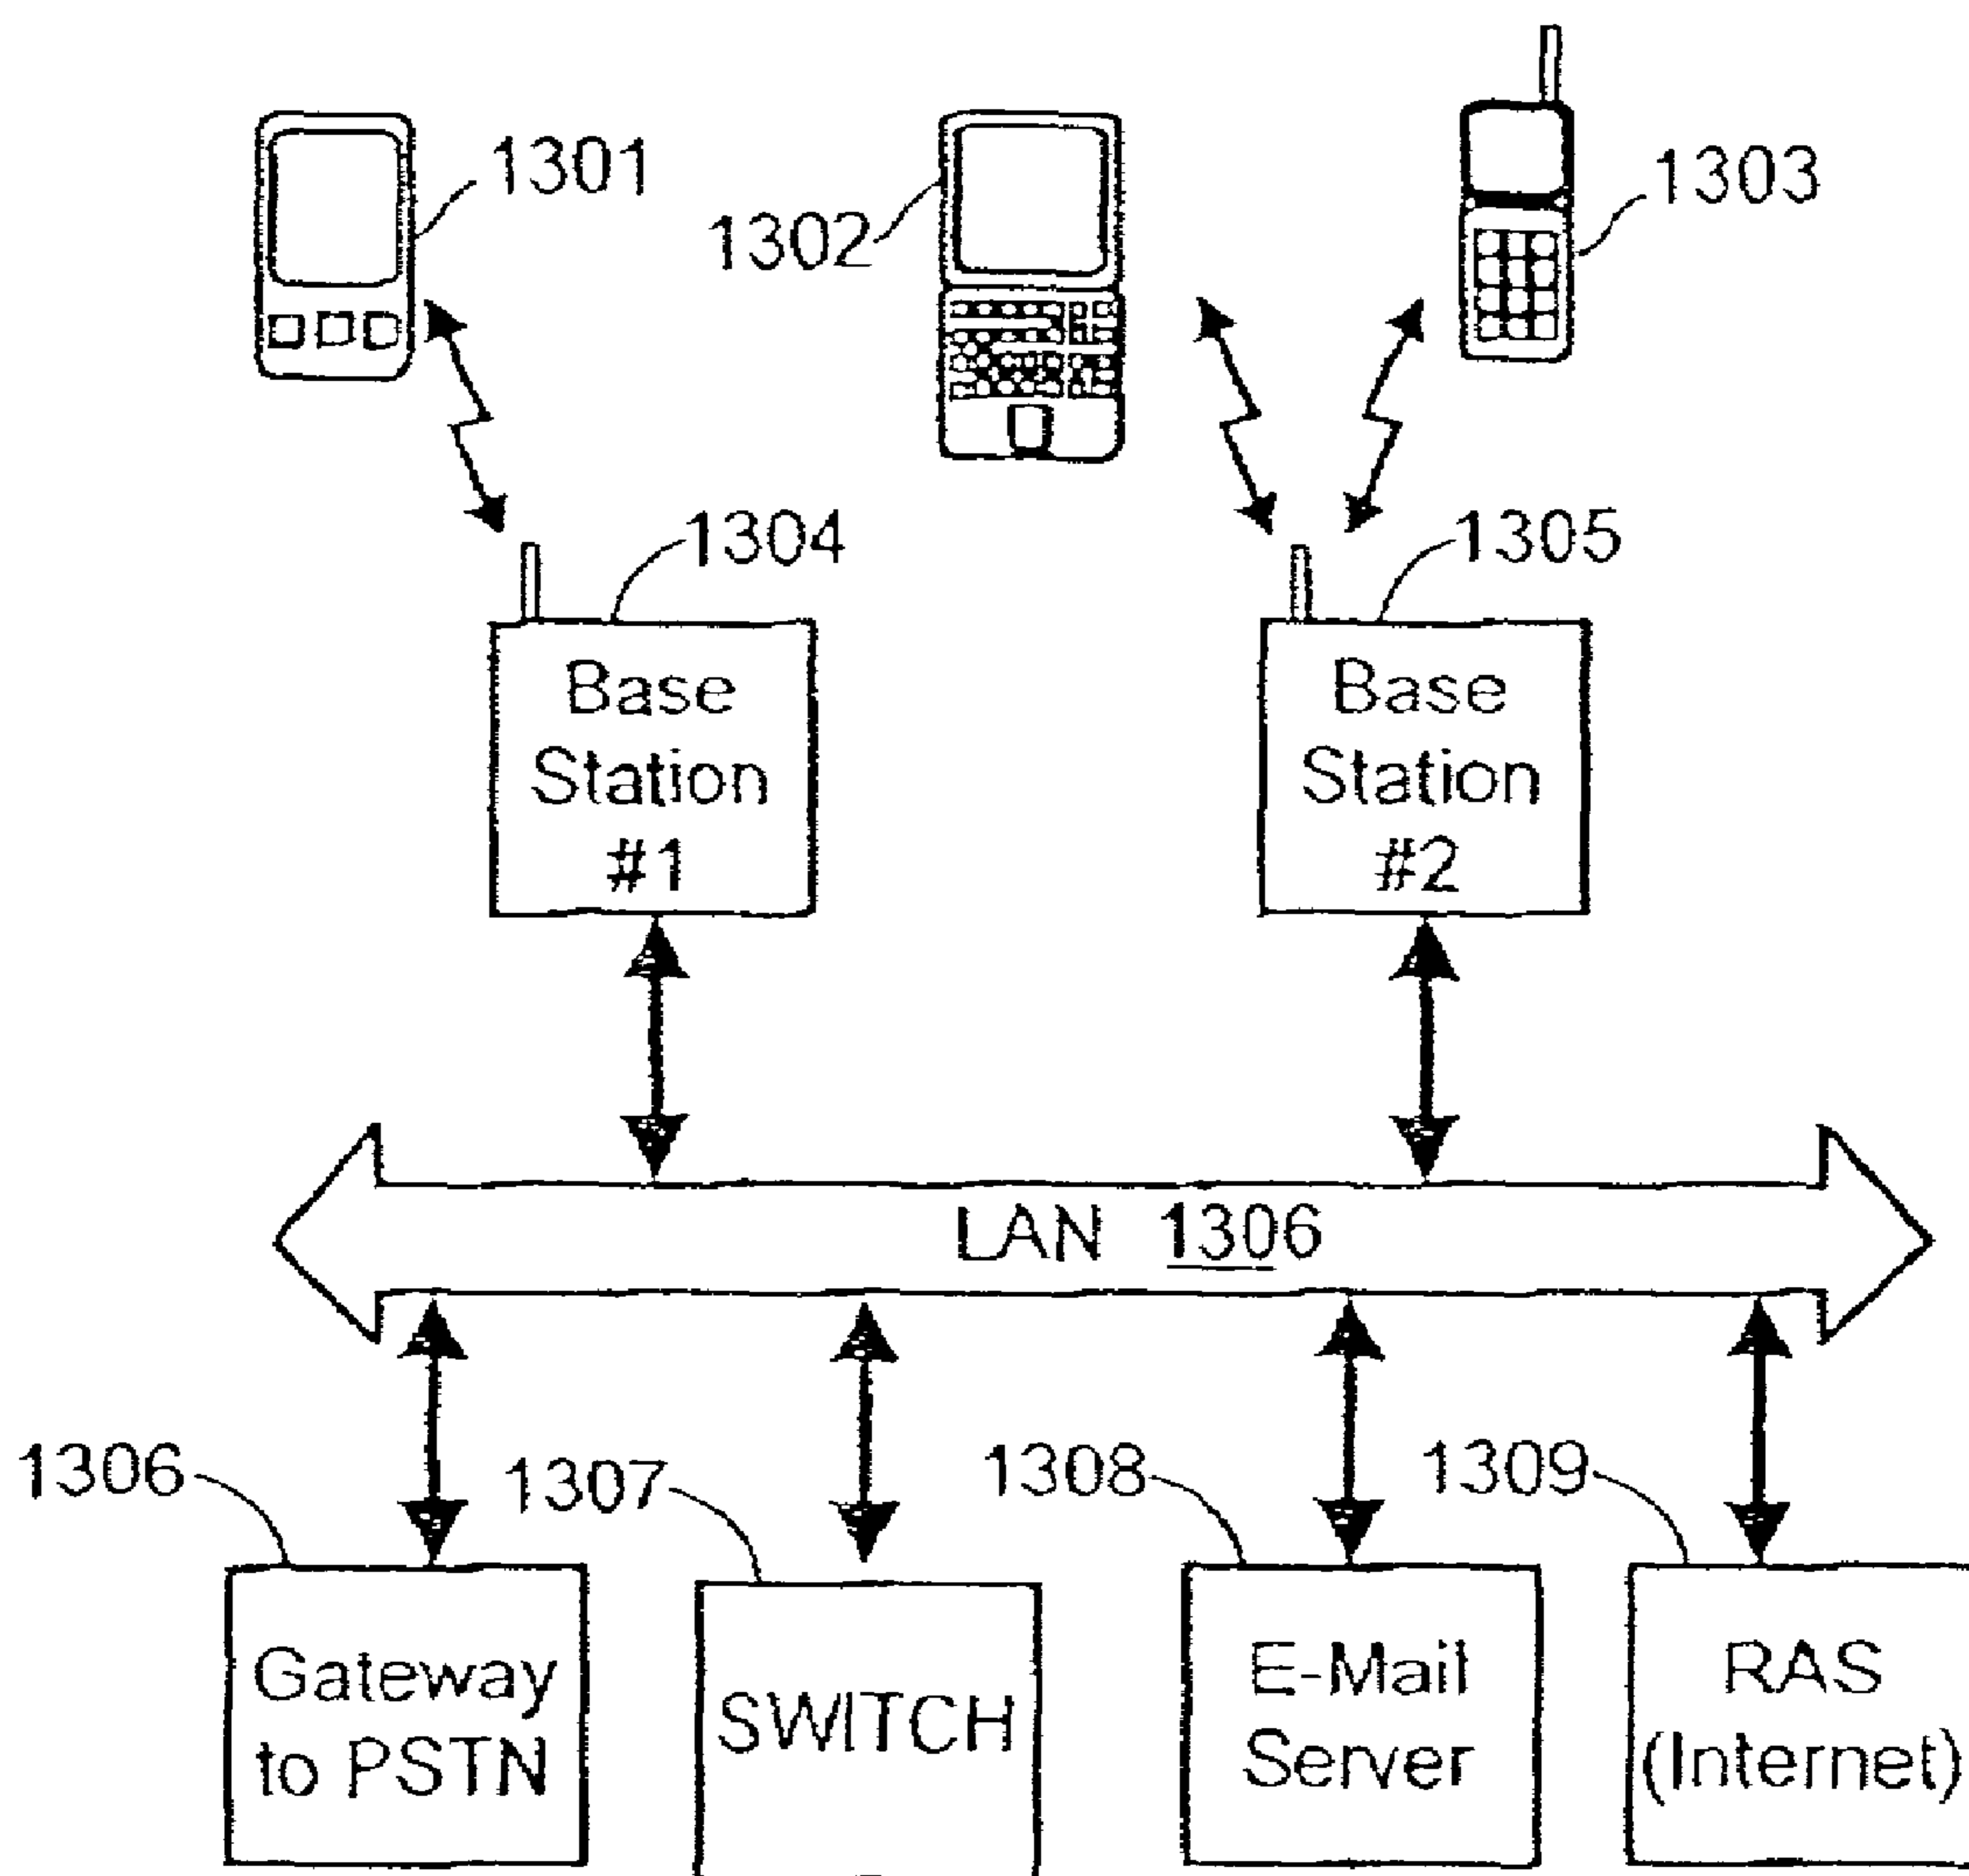 1301
1302
1303
1304
1305
Base
Station
#1
Base
Station
#2
LAN 1306
1306
1307
1308
1309
Gateway
to PSTN
SWITCH
E-Mail
Server
RAS
(Internet)